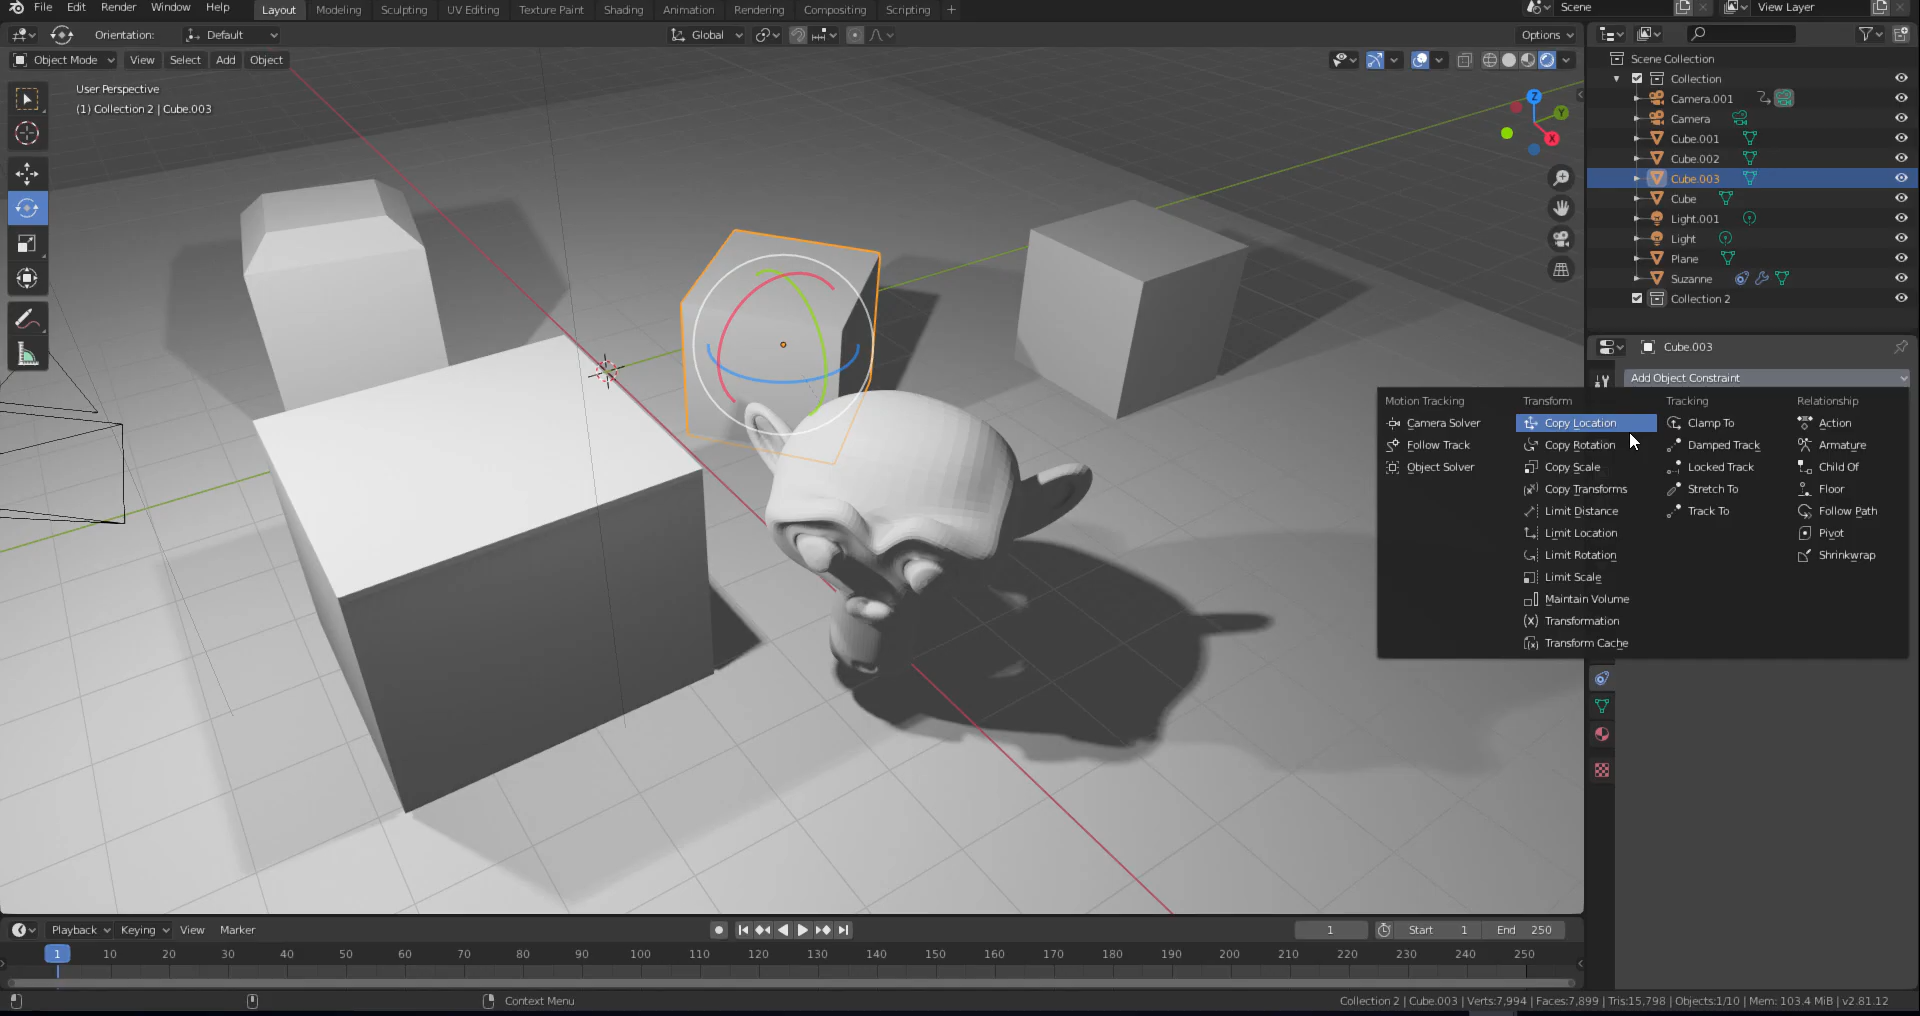 File Edit Render Window Help Layout Modeling Sculpting UV Editing Texture Paint Shading Animation Rendering Compositing Scripting + Scene View Layer
Orientation: Default Global Options
Object Mode View Select Add Object
User Perspective
(1) Collection 2 | Cube.003
Z
Y
X
Scene Collection
Collection
Camera.001
Camera
Cube.001
Cube.002
Cube.003
Cube
Light.001
Light
Plane
Suzanne
Collection 2
Cube.003
Add Object Constraint
Motion Tracking
Camera Solver
Follow Track
Object Solver
Transform
Copy Location
Copy Rotation
Copy Scale
Copy Transforms
Limit Distance
Limit Location
Limit Rotation
Limit Scale
Maintain Volume
Transformation
Transform Cache
Tracking
Clamp To
Damped Track
Locked Track
Stretch To
Track To
Relationship
Action
Armature
Child Of
Floor
Follow Path
Pivot
Shrinkwrap
Playback Keying View Marker 1 Start 1 End 250
1 10 20 30 40 50 60 70 80 90 100 110 120 130 140 150 160 170 180 190 200 210 220 230 240 250
Context Menu Collection 2 | Cube.003 | Verts:7,994 | Faces:7,899 | Tris:15,798 | Objects:1/10 | Mem: 103.4 MiB | v2.81.12